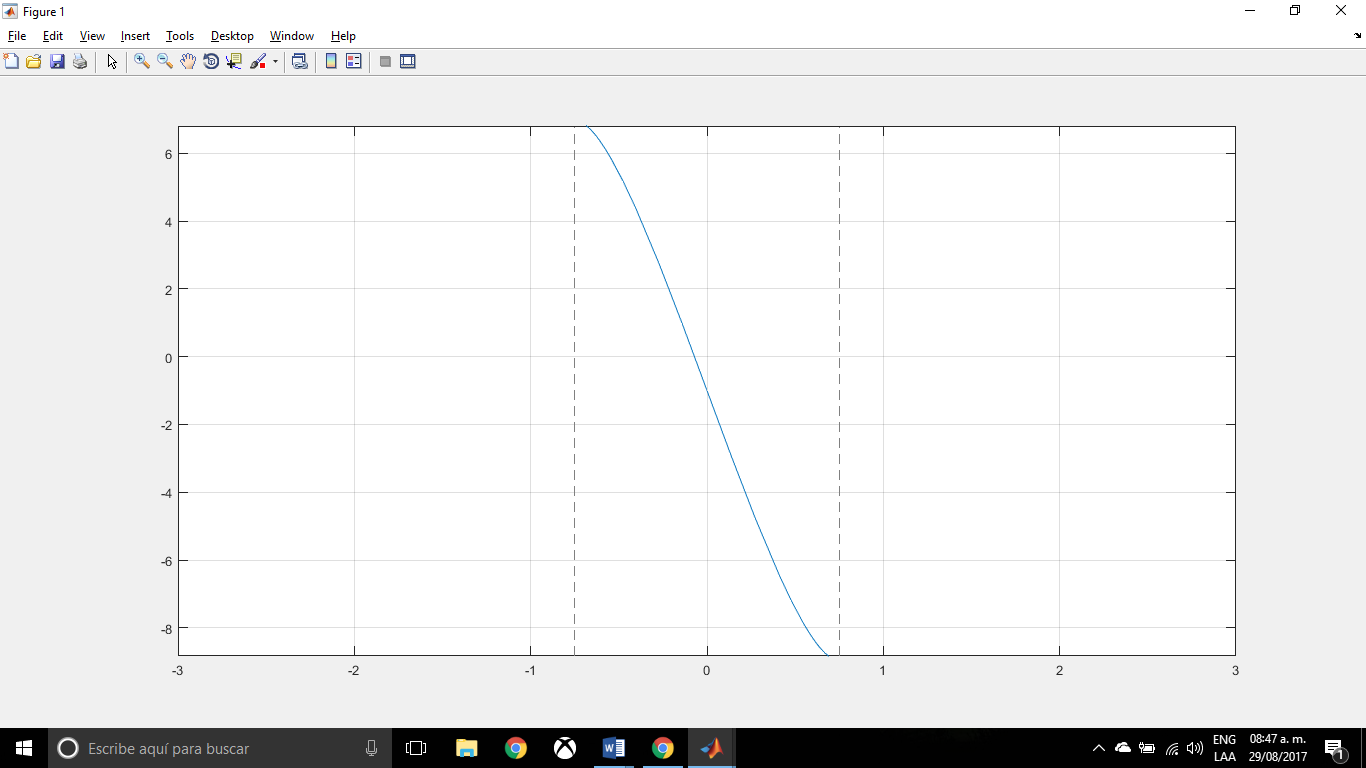 Figure 1
File Edit View Insert Tools Desktop Window Help
6
4
2
0
-2
-4
-6
-8
-3 -2 -1 0 1 2 3
Escribe aquí para buscar
ENG 08:47 a. m.
LAA 29/08/2017
1